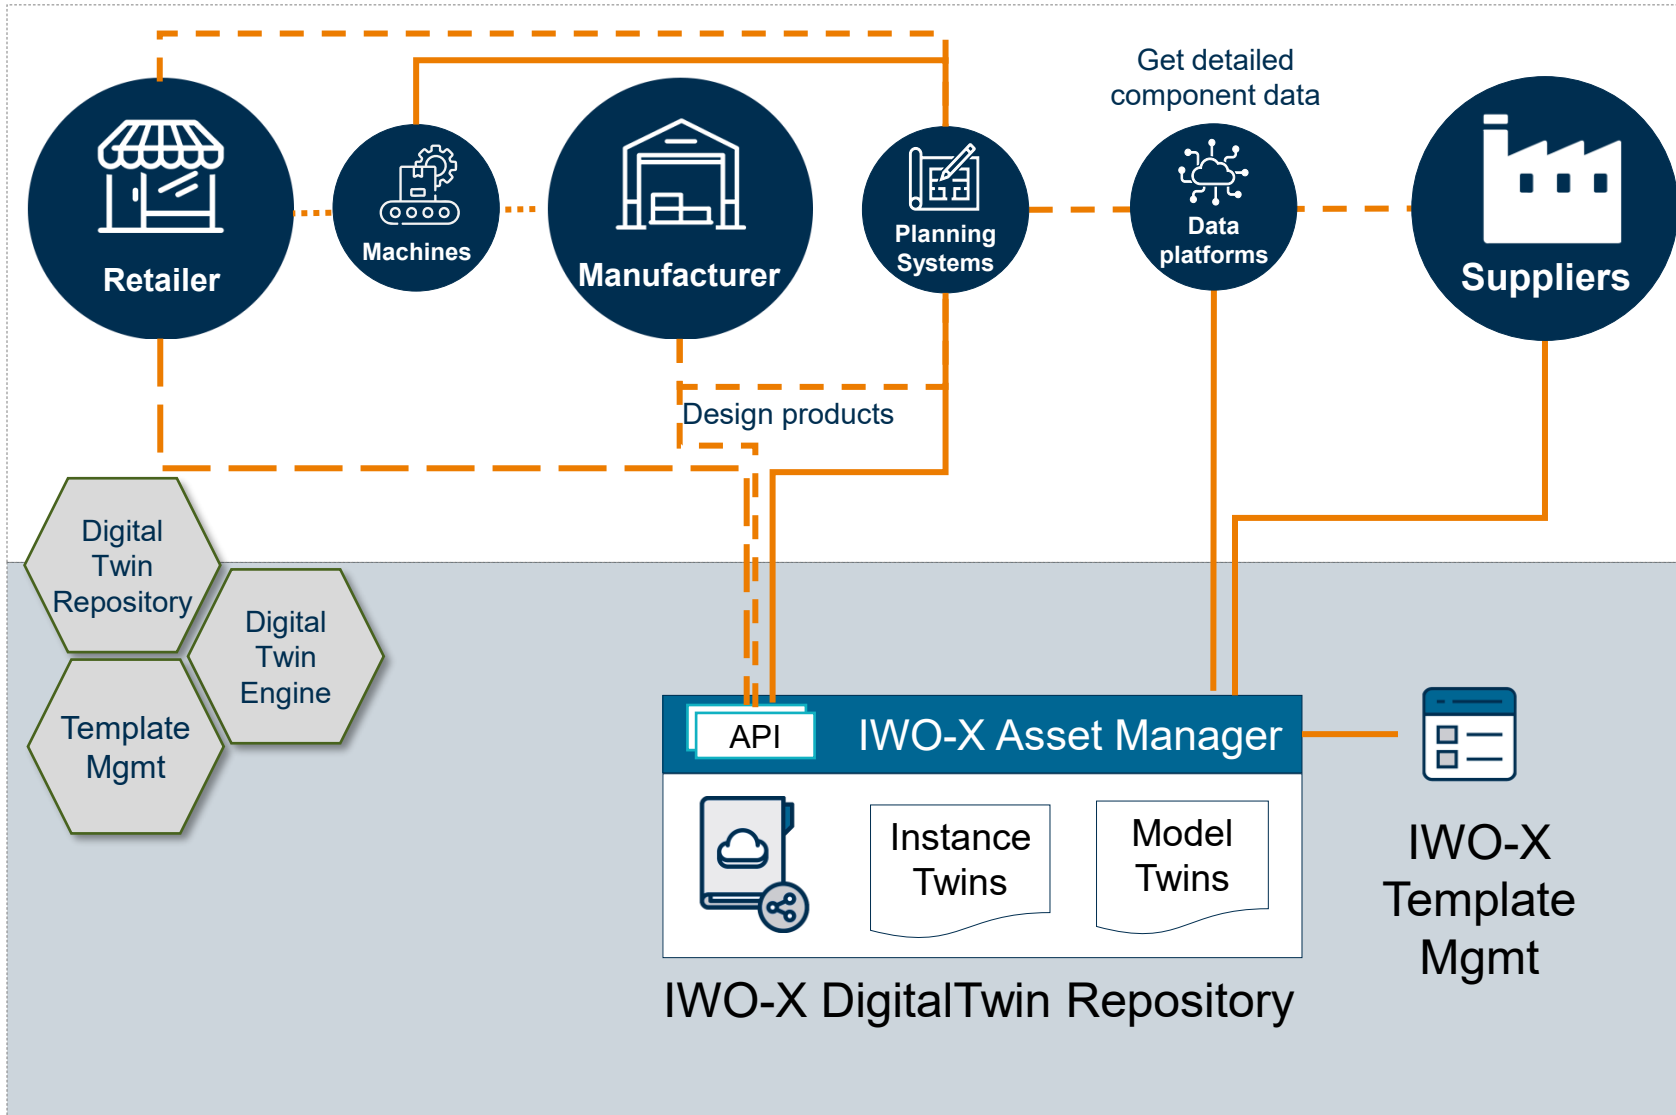 Get detailed
component data
Retailer
Machines
Manufacturer
Planning
Systems
Data
platforms
Suppliers
Design products
Digital
Twin
Repository
Digital
Twin
Engine
Template
Mgmt
API
IWO-X Asset Manager
Instance
Twins
Model
Twins
IWO-X
Template
Mgmt
IWO-X DigitalTwin Repository